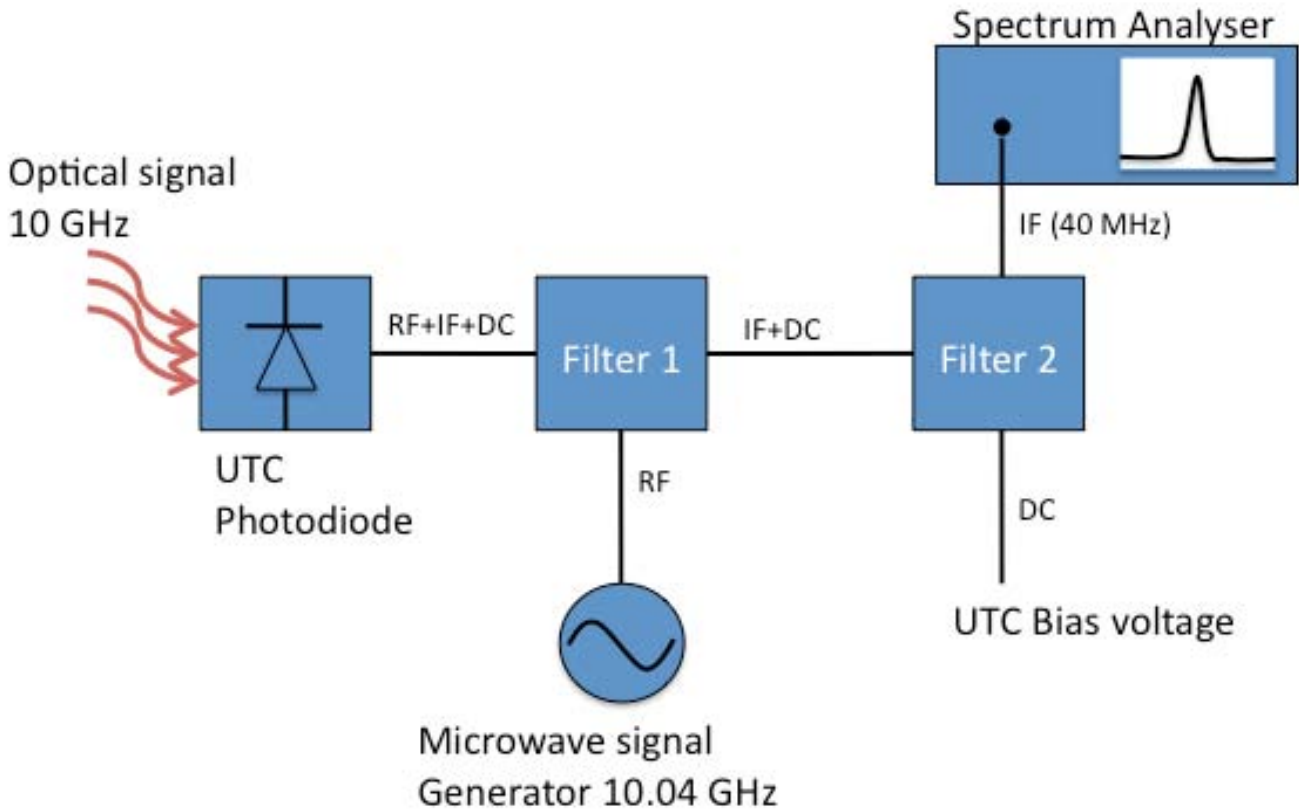 Spectrum Analyser
Optical signal
10 GHz
IF (40 MHz)
RF+IF+DC
IF+DC
Filter 1
Filter 2
UTC
Photodiode
RF
DC
UTC Bias voltage
Microwave signal
Generator 10.04 GHz